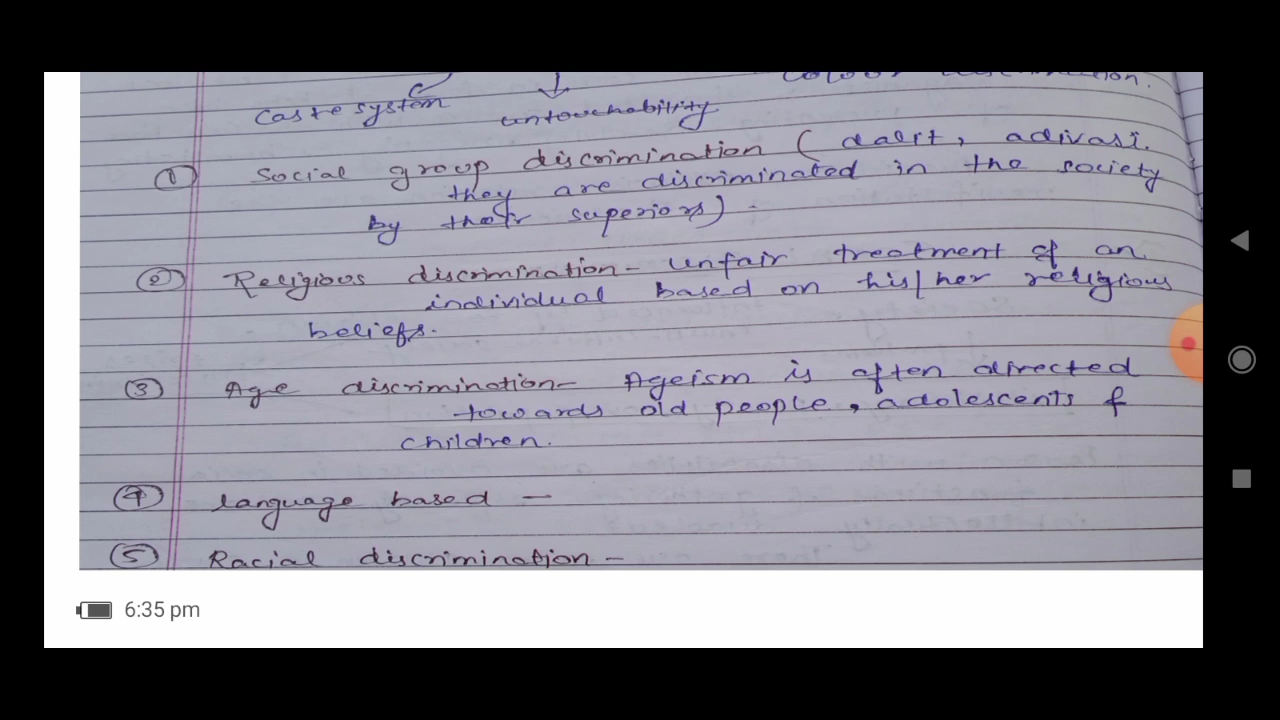 colour discrimination.
caste system untouchability
① Social group discrimination ( dalit, adivasi.
they are discriminated in the society
by their superiors) .
② Religious discrimination - unfair treatment of an
individual based on his/her religious
beliefs.
③ Age discrimination - Ageism is often directed
towards old people, adolescents &
children.
④ language based -
⑤ Racial discrimination -
6:35 pm